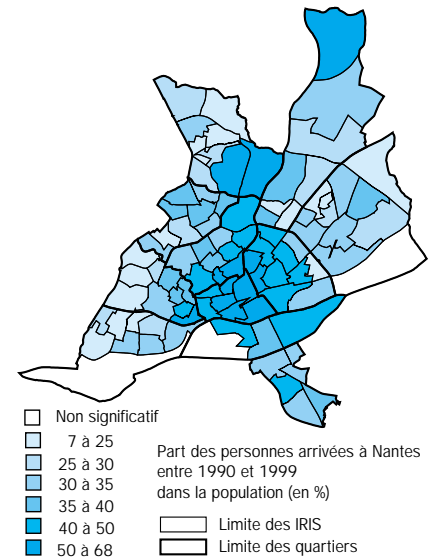 Non significatif
7 à 25
25 à 30
30 à 35
35 à 40
40 à 50
50 à 68
Part des personnes arrivées à Nantes
entre 1990 et 1999
dans la population (en %)
Limite des IRIS
Limite des quartiers